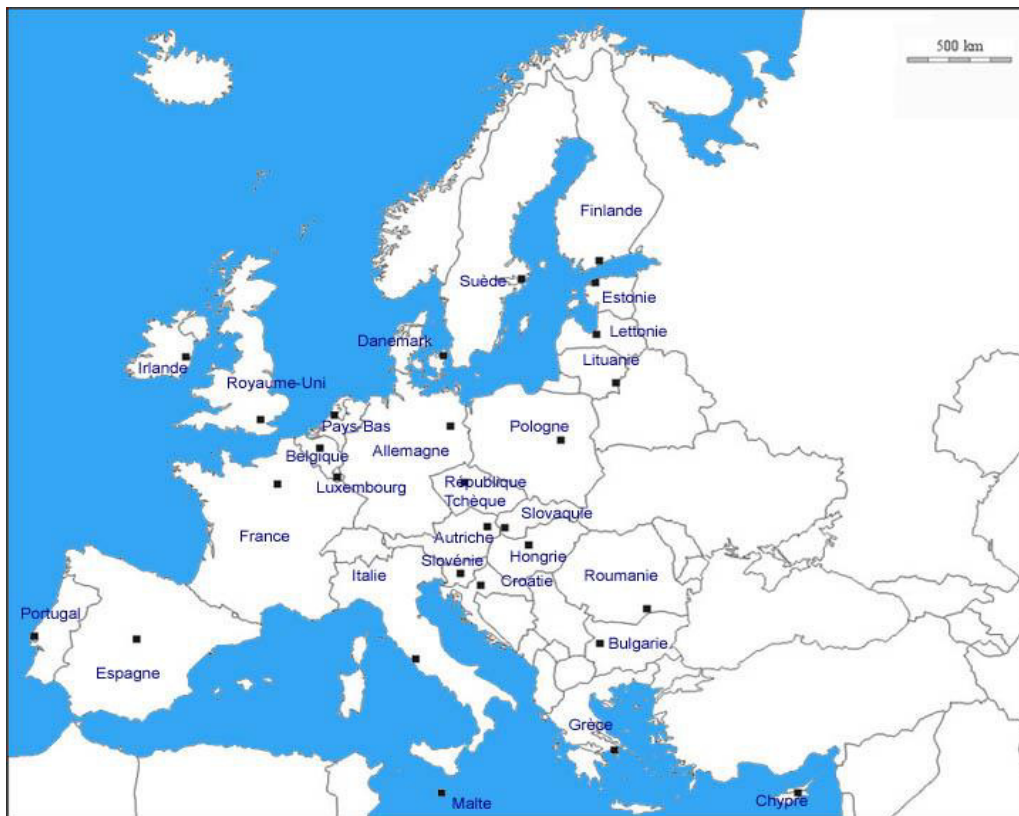 500 km
Finlande
Suède
Estonie
Lettonie
Danemark
Lituanie
Irlande
Royaume-Uni
Pays-Bas
Pologne
Allemagne
Belgique
République
Tchèque
Luxembourg
Slovaquie
France
Autriche
Hongrie
Slovénie
Italie
Croatie
Roumanie
Portugal
Bulgarie
Espagne
Grèce
Malte
Chypre